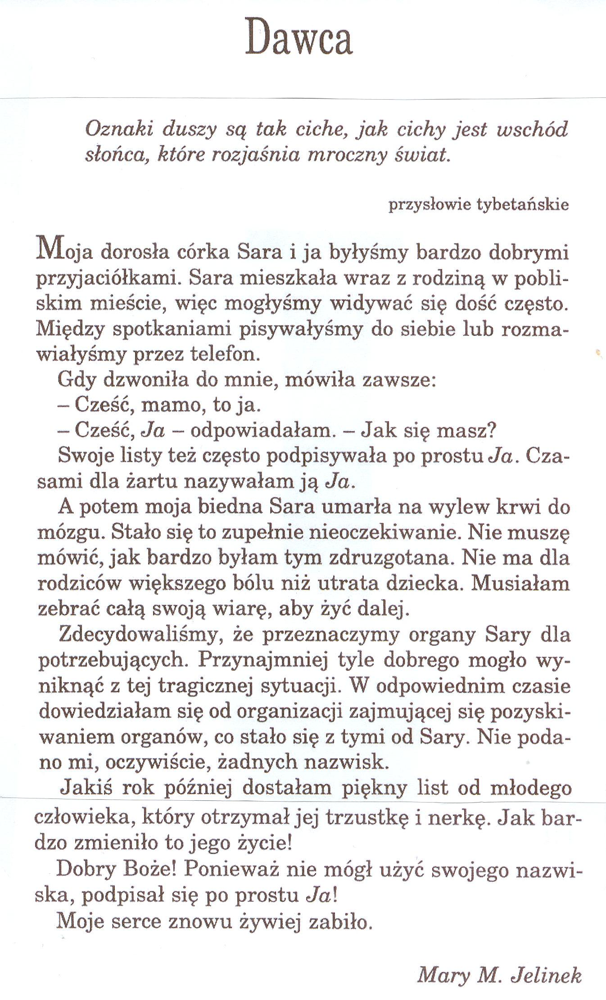 Dawca
Oznaki duszy są tak ciche, jak cichy jest wschód
słońca, które rozjaśnia mroczny świat.
przysłowie tybetańskie
Moja dorosła córka Sara i ja byłyśmy bardzo dobrymi
przyjaciółkami. Sara mieszkała wraz z rodziną w pobli-
skim mieście, więc mogłyśmy widywać się dość często.
Między spotkaniami pisywałyśmy do siebie lub rozma-
wiałyśmy przez telefon.
Gdy dzwoniła do mnie, mówiła zawsze:
– Cześć, mamo, to ja.
– Cześć, Ja – odpowiadałam. – Jak się masz?
Swoje listy też często podpisywała po prostu Ja. Cza-
sami dla żartu nazywałam ją Ja.
A potem moja biedna Sara umarła na wylew krwi do
mózgu. Stało się to zupełnie nieoczekiwanie. Nie muszę
mówić, jak bardzo byłam tym zdruzgotana. Nie ma dla
rodziców większego bólu niż utrata dziecka. Musiałam
zebrać całą swoją wiarę, aby żyć dalej.
Zdecydowaliśmy, że przeznaczymy organy Sary dla
potrzebujących. Przynajmniej tyle dobrego mogło wy-
niknąć z tej tragicznej sytuacji. W odpowiednim czasie
dowiedziałam się od organizacji zajmującej się pozyski-
waniem organów, co stało się z tymi od Sary. Nie poda-
no mi, oczywiście, żadnych nazwisk.
Jakiś rok później dostałam piękny list od młodego
człowieka, który otrzymał jej trzustkę i nerkę. Jak bar-
dzo zmieniło to jego życie!
Dobry Boże! Ponieważ nie mógł użyć swojego nazwi-
ska, podpisał się po prostu Ja!
Moje serce znowu żywiej zabiło.
Mary M. Jelinek